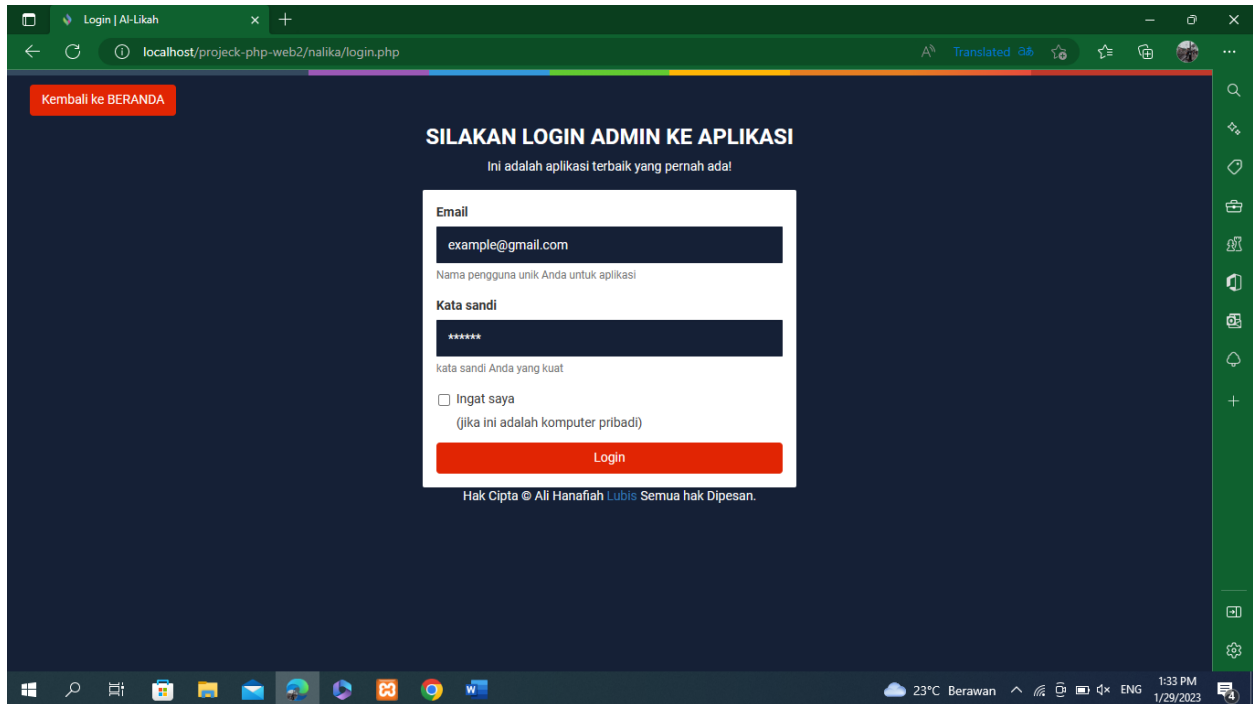 Login | Al-Likah
localhost/projeck-php-web2/nalika/login.php
Translated
Kembali ke BERANDA
SILAKAN LOGIN ADMIN KE APLIKASI
Ini adalah aplikasi terbaik yang pernah ada!
Email
example@gmail.com
Nama pengguna unik Anda untuk aplikasi
Kata sandi
******
kata sandi Anda yang kuat
Ingat saya
(jika ini adalah komputer pribadi)
Login
Hak Cipta © Ali Hanafiah Lubis Semua hak Dipesan.
23°C Berawan
ENG
1:33 PM
1/29/2023
4